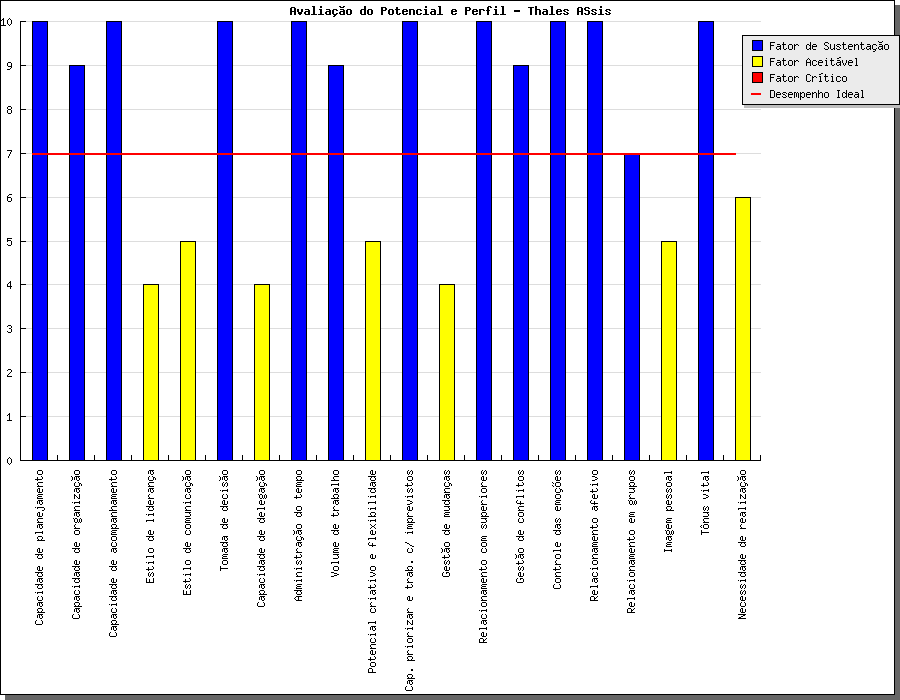 Avaliação do Potencial e Perfil - Thales ASsis
10
9
8
7
6
5
4
3
2
1
0
Fator de Sustentação
Fator Aceitável
Fator Crítico
Desempenho Ideal
Capacidade de planejamento
Capacidade de organização
Capacidade de acompanhamento
Estilo de liderança
Estilo de comunicação
Tomada de decisão
Capacidade de delegação
Administração do tempo
Volume de trabalho
Potencial criativo e flexibilidade
Cap. priorizar e trab. c/ imprevistos
Gestão de mudanças
Relacionamento com superiores
Gestão de conflitos
Controle das emoções
Relacionamento afetivo
Relacionamento em grupos
Imagem pessoal
Tônus vital
Necessidade de realização